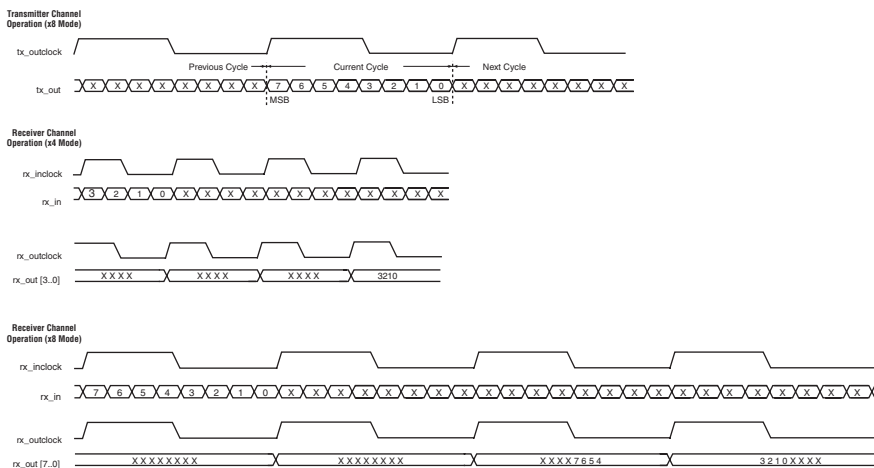 Transmitter Channel
Operation (x8 Mode)
tx_outclock
Previous Cycle Current Cycle Next Cycle
tx_out X X X X X X X X 7 6 5 4 3 2 1 0 X X X X X X X X
MSB LSB
Receiver Channel
Operation (x4 Mode)
rx_inclock
rx_in 3 2 1 0 X X X X X X X X X X X X
rx_outclock
rx_out [3..0] X X X X X X X X X X X X 3210
Receiver Channel
Operation (x8 Mode)
rx_inclock
rx_in 7 6 5 4 3 2 1 0 X X X X X X X X X X X X X X X X X X X X X X X X
rx_outclock
rx_out [7..0] X X X X X X X X X X X X X X X X X X X X 7 6 5 4 3 2 1 0 X X X X